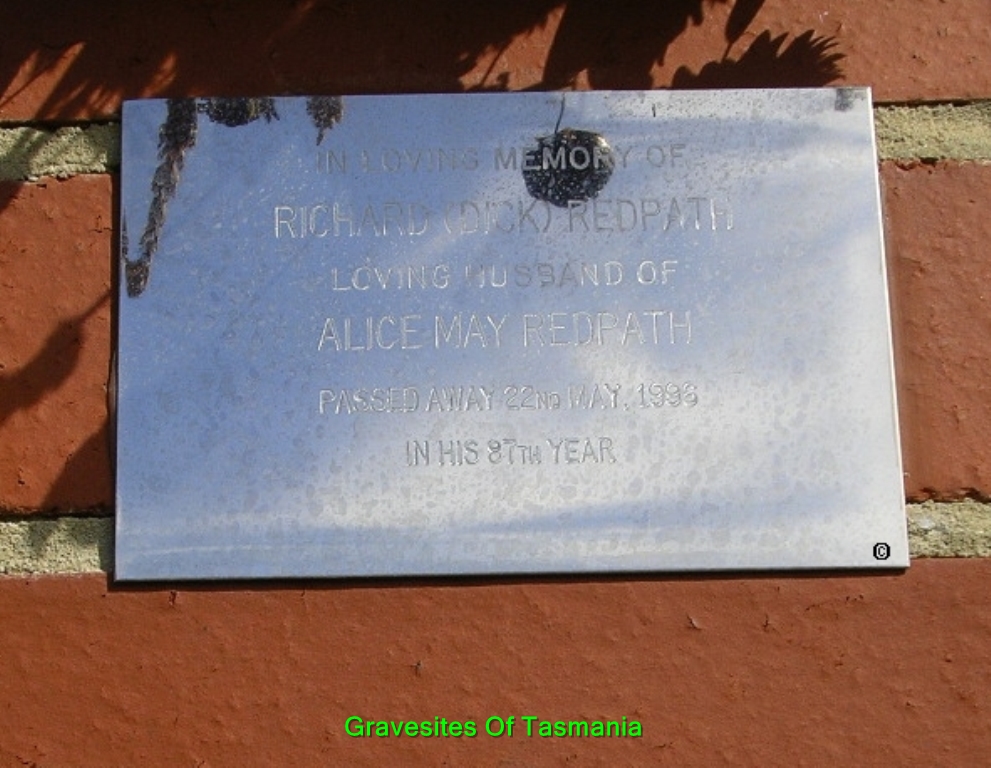 IN LOVING MEMORY OF
RICHARD (DICK) REDPATH
LOVING HUSBAND OF
ALICE MAY REDPATH
PASSED AWAY 22ND MAY,
IN HIS 87TH YEAR
©
Gravesites Of Tasmania